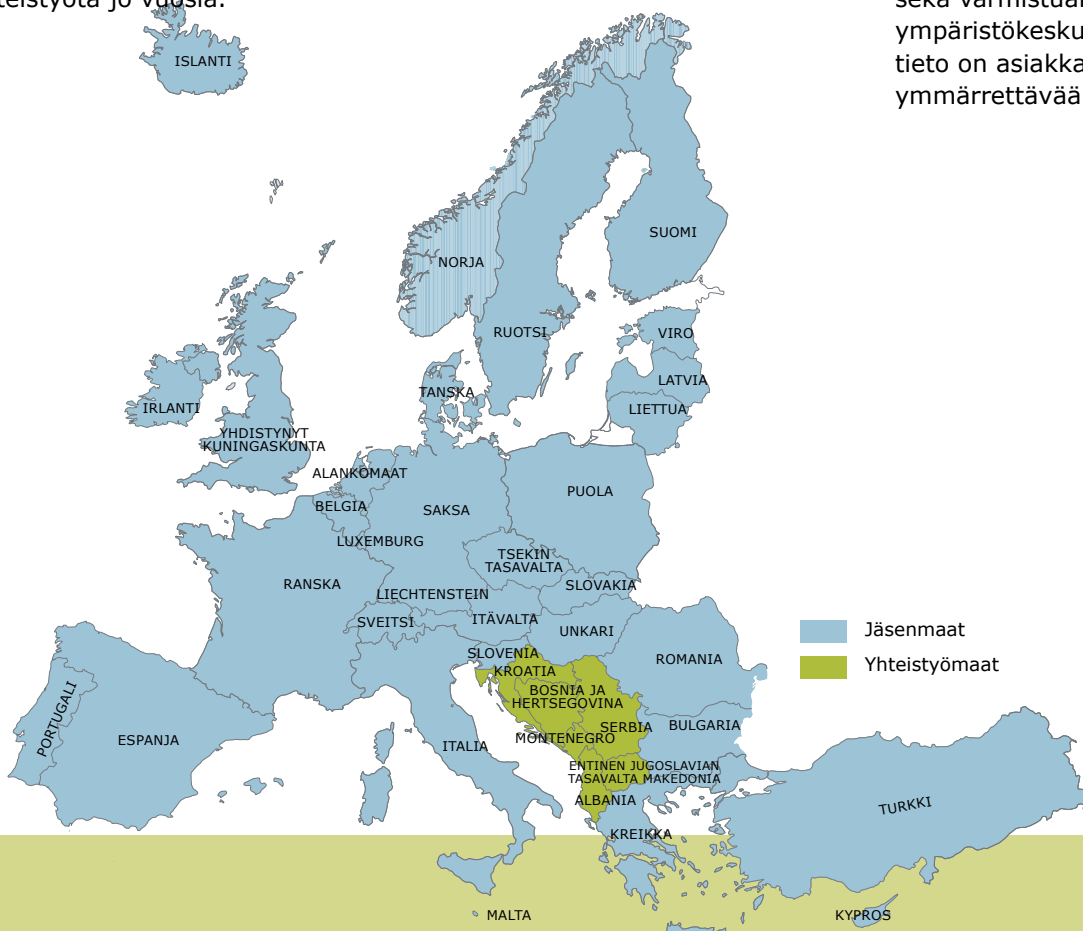 teistyötä jo vuosia.
sekä varmistua
ympäristökesku
tieto on asiakka
ymmärrettävää
ISLANTI
SUOMI
NORJA
RUOTSI
VIRO
LATVIA
LIETTUA
TANSKA
IRLANTI
YHDISTYNYT
KUNINGASKUNTA
ALANKOMAAT
BELGIA
SAKSA
PUOLA
LUXEMBURG
TSEKIN
TASAVALTA
RANSKA
LIECHTENSTEIN
SLOVAKIA
SVEITSI
ITÄVALTA
UNKARI
Jäsenmaat
Yhteistyömaat
SLOVENIA
KROATIA
ROMANIA
BOSNIA JA
HERTSEGOVINA
PORTUGALI
ESPANJA
ITALIA
MONTENEGRO
SERBIA
BULGARIA
ENTINEN JUGOSLAVIAN
TASAVALTA MAKEDONIA
ALBANIA
TURKKI
KREIKKA
MALTA
KYPROS